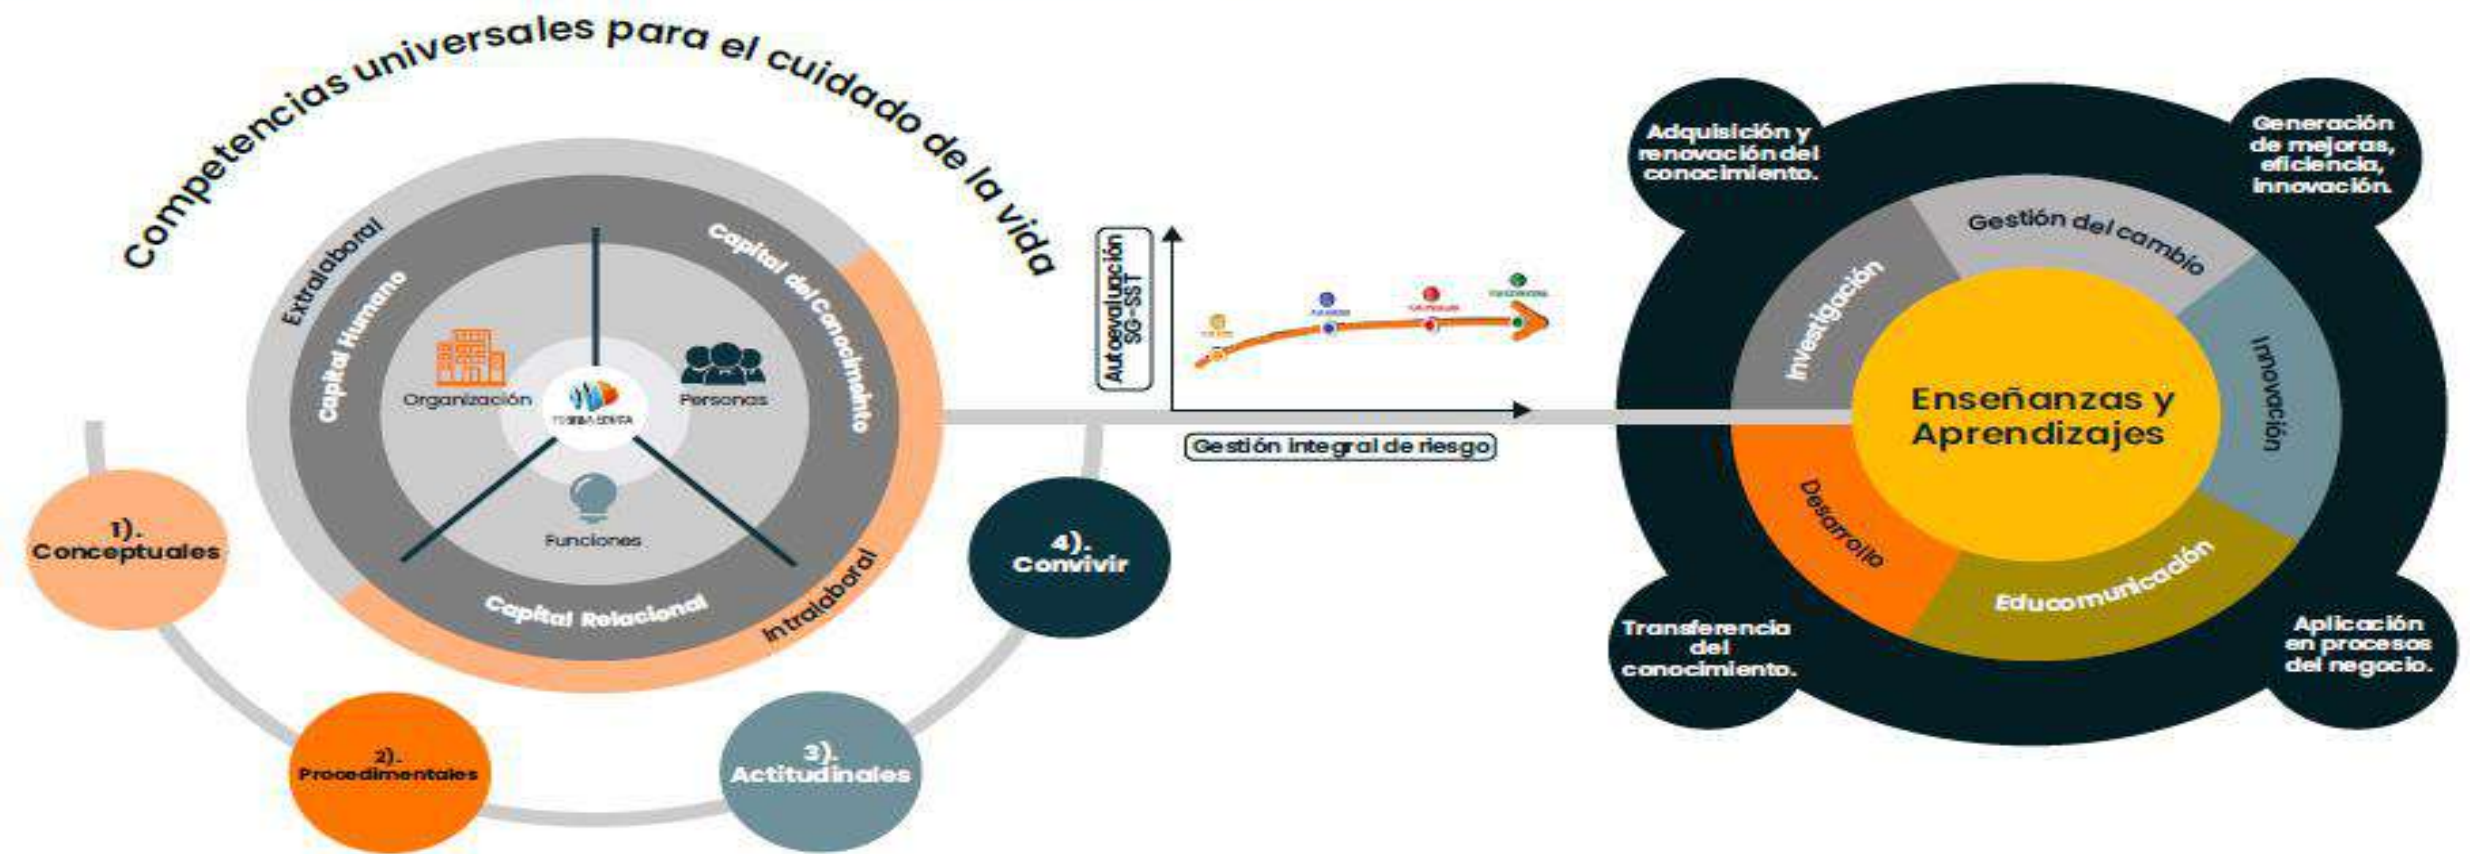 Competencias universales para el cuidado de la vida
Extralaboral
Capital Humano
Capital del Conocimeinto
Organización
Personas
Funciones
Capital Relacional
Intralaboral
1).
Conceptuales
2).
Procedimentales
3).
Actitudinales
4).
Convivir
Autoevaluación
SG-SST
Gestión integral de riesgo
Adquisición y
renovación del
conocimiento.
Generación
de mejoras,
eficiencia,
innovación.
Gestión del cambio
Investigación
Innovación
Enseñanzas y
Aprendizajes
Desarrollo
Educomunicación
Transferencia
del
conocimiento.
Aplicación
en procesos
del negocio.